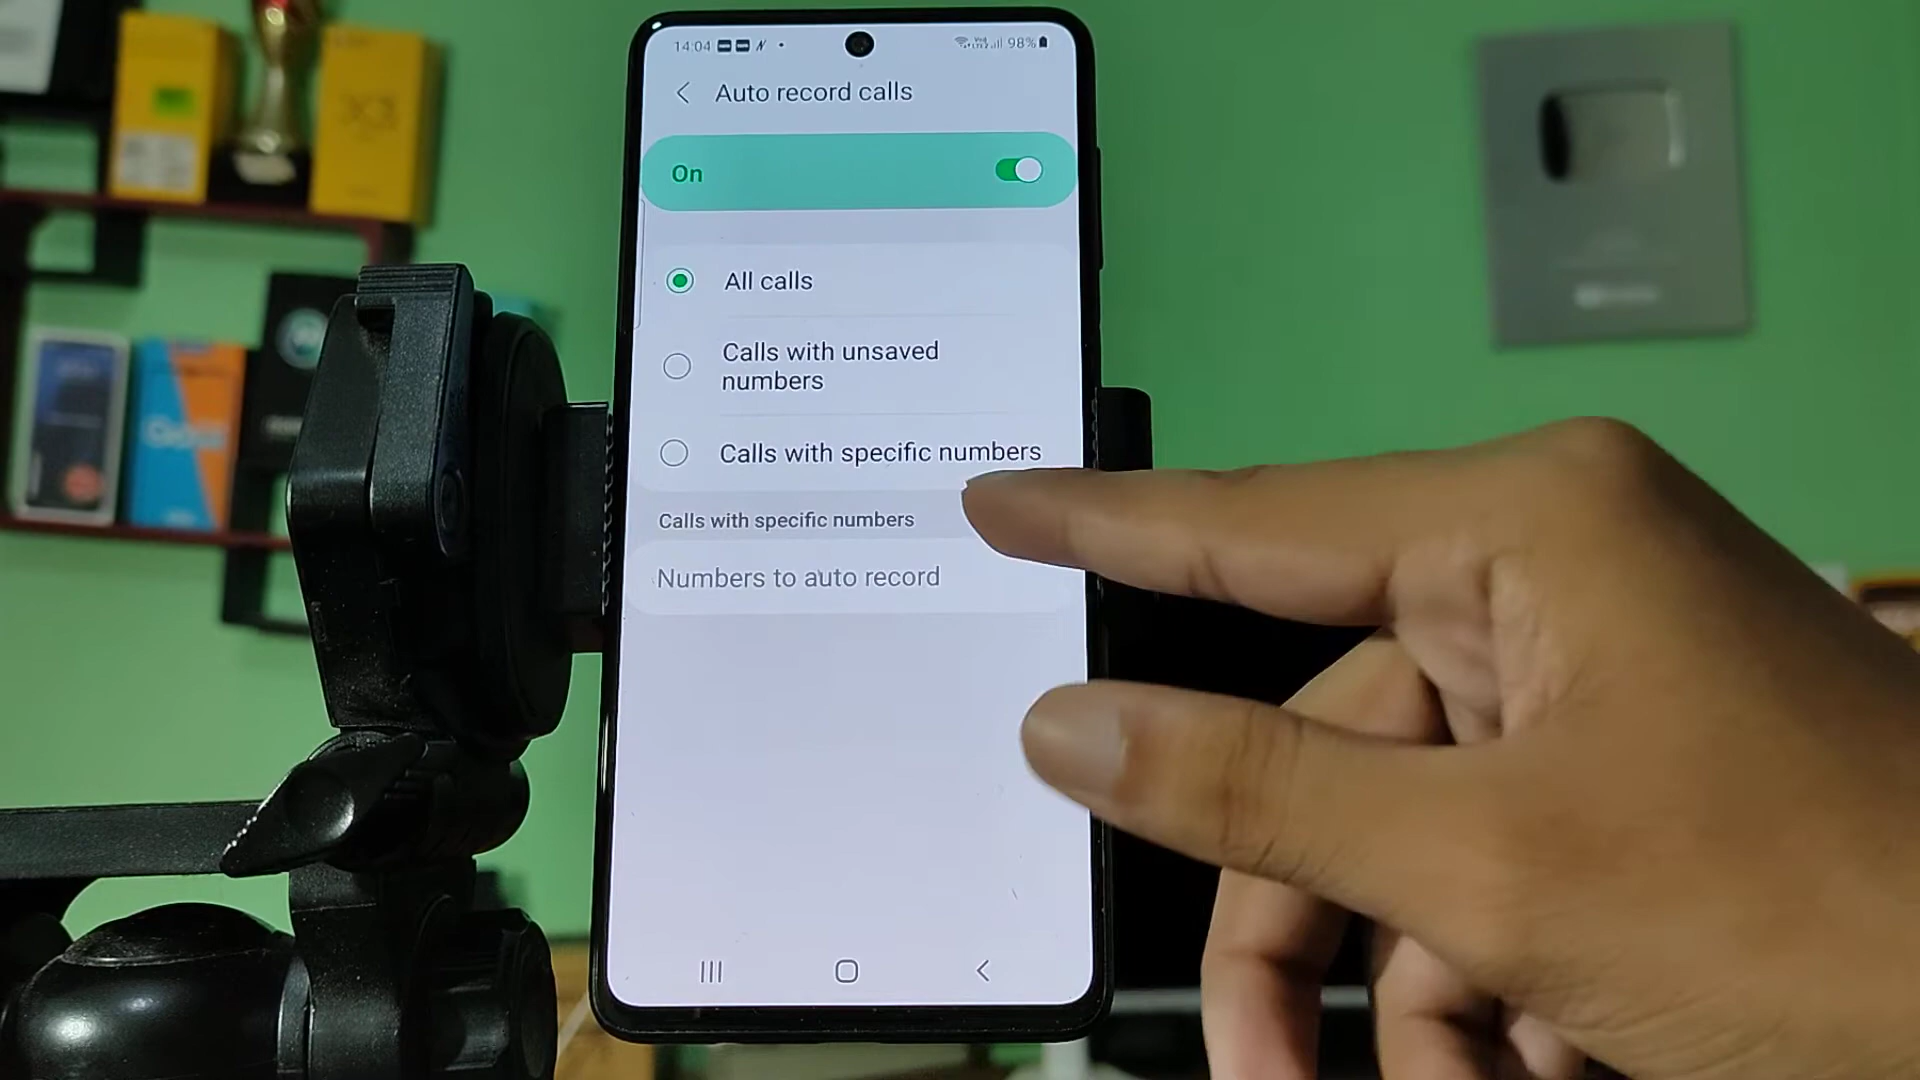 14:04
98%
Auto record calls
On
All calls
Calls with unsaved
numbers
Calls with specific numbers
Calls with specific numbers
Numbers to auto record